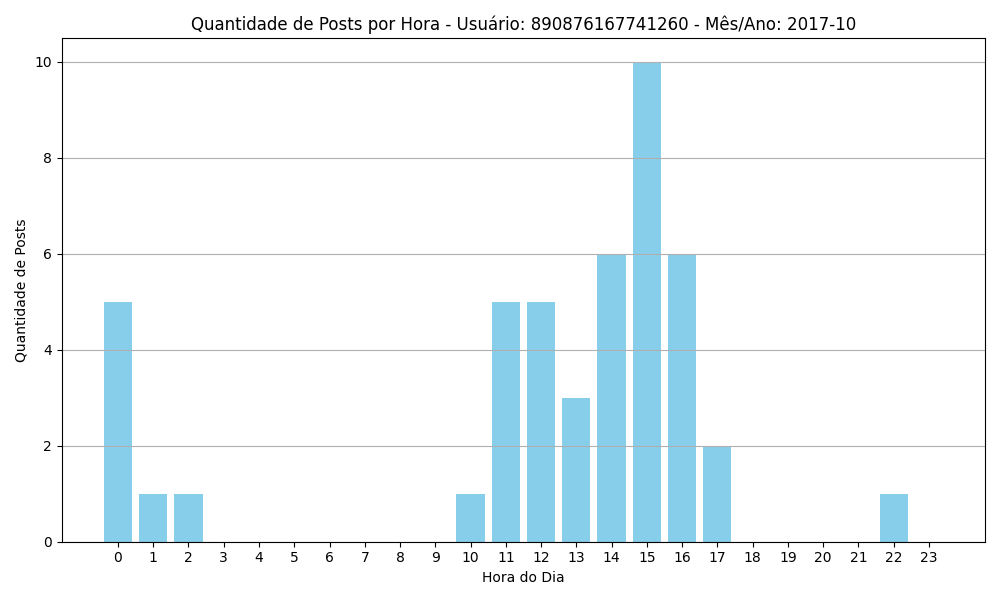 Quantidade de Posts por Hora - Usuário: 890876167741260 - Mês/Ano: 2017-10
Quantidade de Posts
10
8
6
4
2
0
0 1 2 3 4 5 6 7 8 9 10 11 12 13 14 15 16 17 18 19 20 21 22 23
Hora do Dia